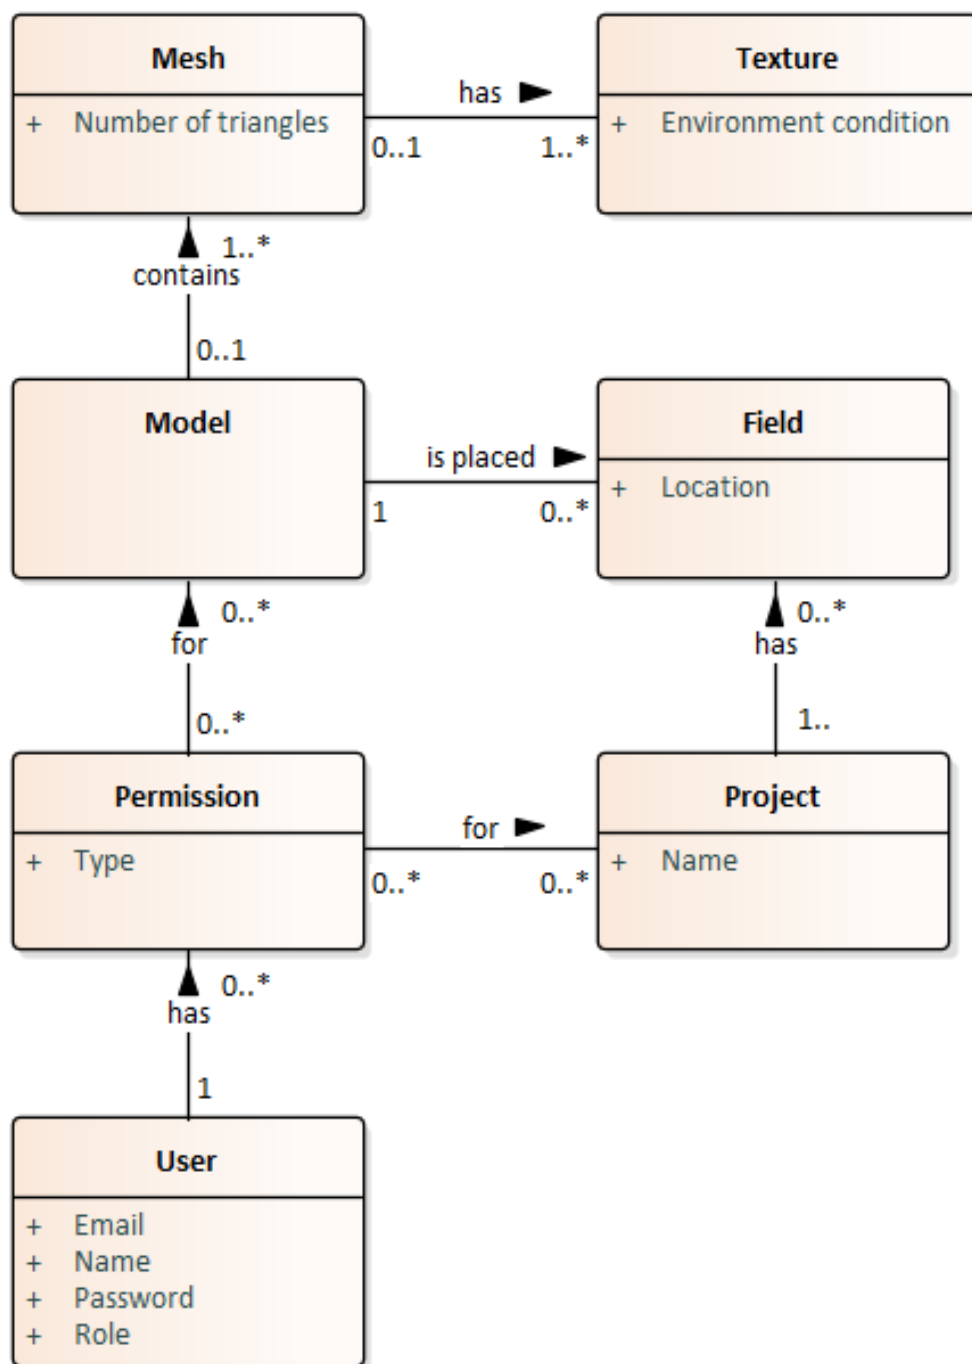 Mesh
+ Number of triangles
has
0..1
1..*
Texture
+ Environment condition
1..*
contains
0..1
Model
is placed
1
0..*
Field
+ Location
0..*
for
0..*
0..*
has
1..
Permission
+ Type
for
0..*
0..*
Project
+ Name
0..*
has
1
User
+ Email
+ Name
+ Password
+ Role